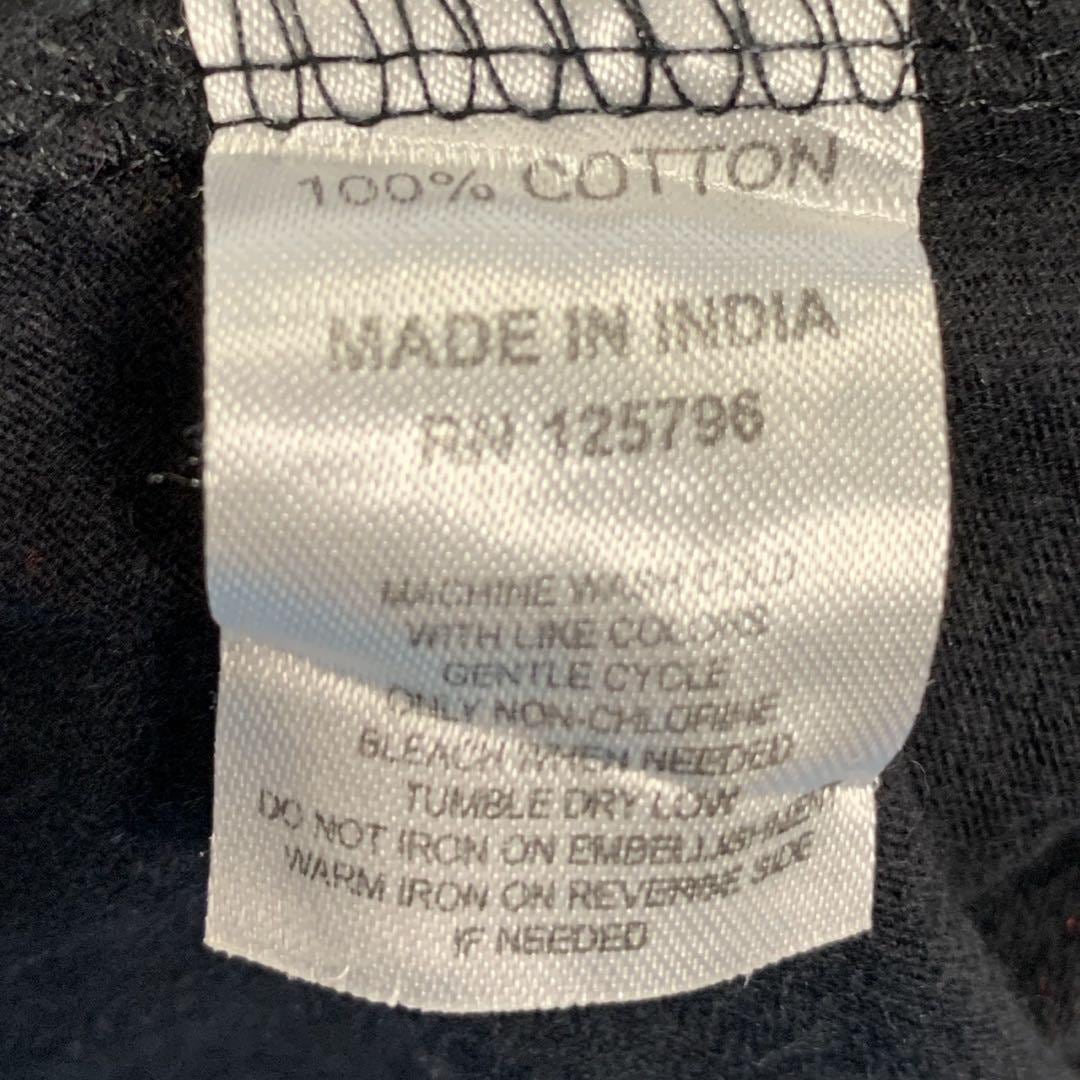 100% COTTON
MADE IN INDIA
RN 125796
MACHINE WASH COLD
WITH LIKE COLORS
GENTLE CYCLE
ONLY NON-CHLORINE
BLEACH WHEN NEEDED
TUMBLE DRY LOW
DO NOT IRON ON EMBELLISHMENT
WARM IRON ON REVERSE SIDE
IF NEEDED